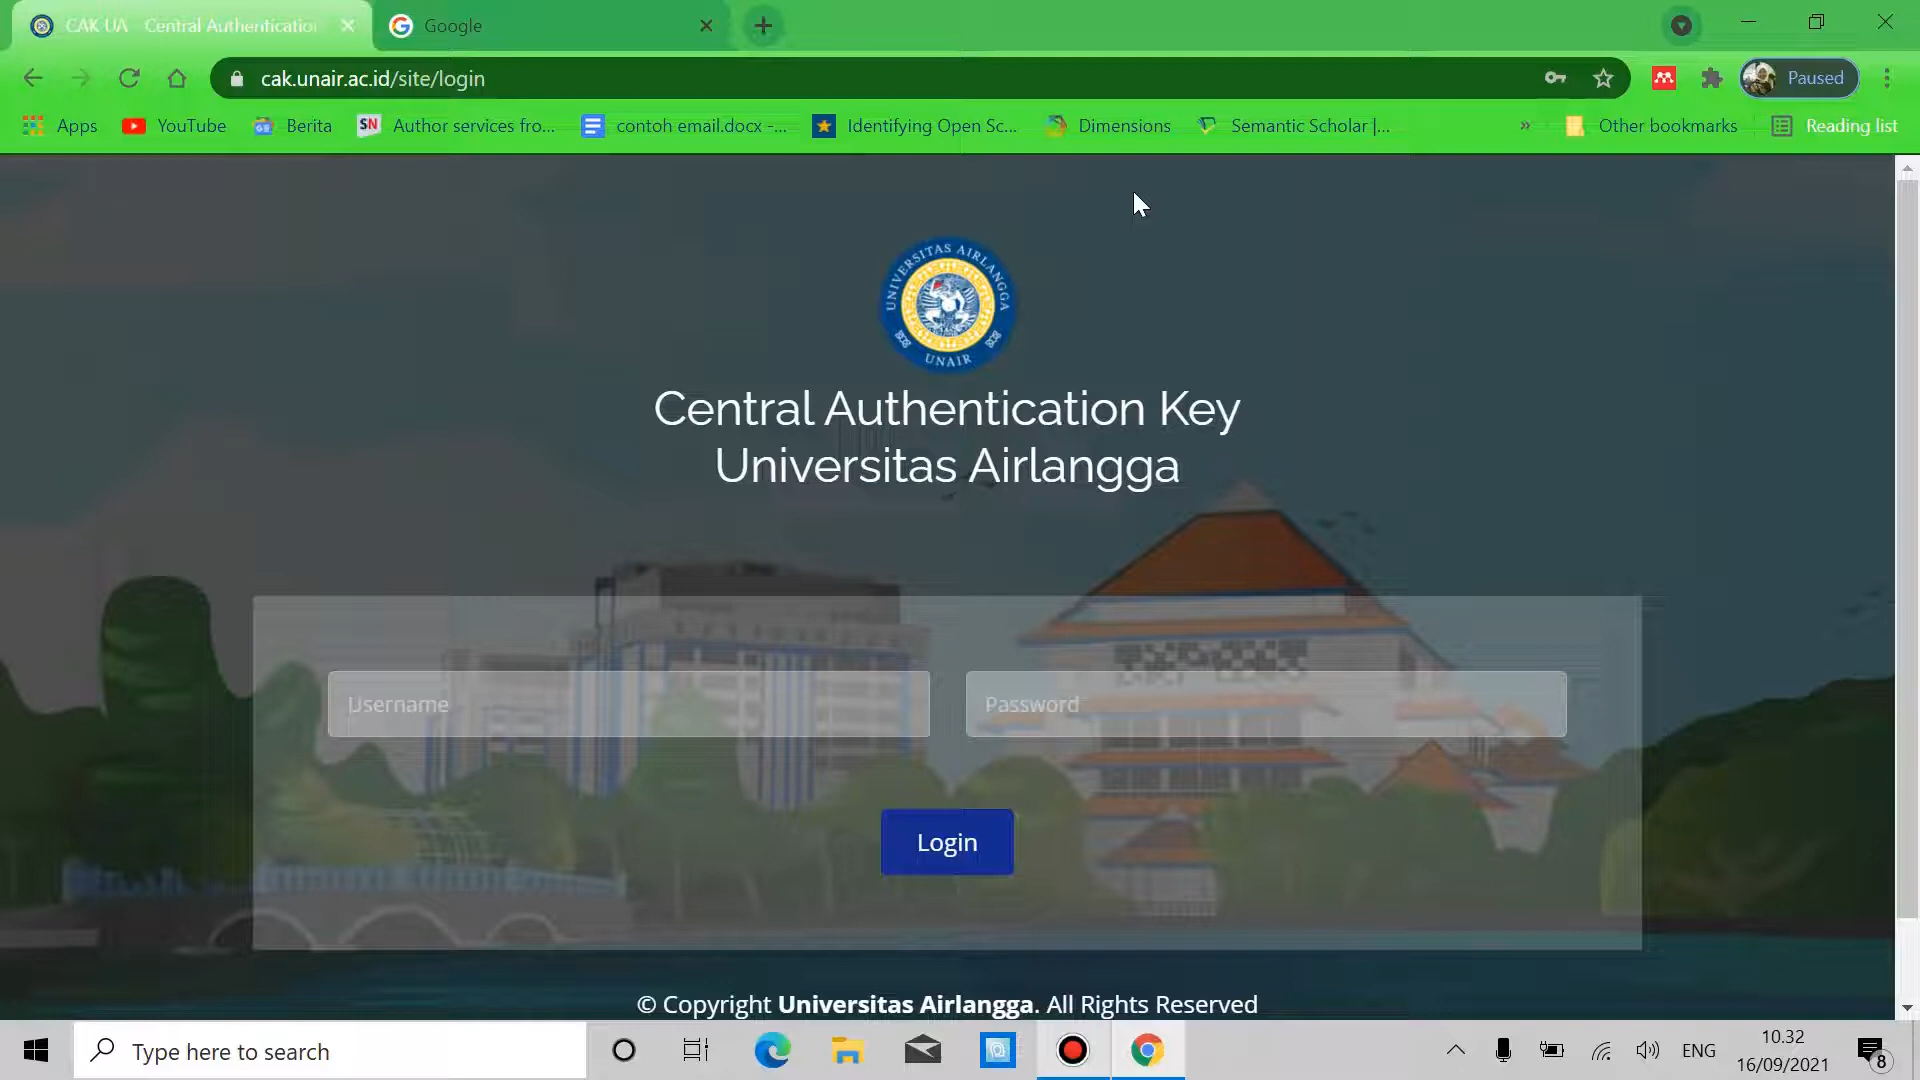 CAK UA - Central Authentication
Google
cak.unair.ac.id/site/login
Paused
Apps
YouTube
Berita
SN
Author services fro...
contoh email.docx -...
Identifying Open Sc...
Dimensions
Semantic Scholar |...
»
Other bookmarks
Reading list
UNIVERSITAS AIRLANGGA
UNAIR
Central Authentication Key
Universitas Airlangga
Username
Password
Login
© Copyright Universitas Airlangga. All Rights Reserved
Type here to search
ENG
10.32
16/09/2021
8